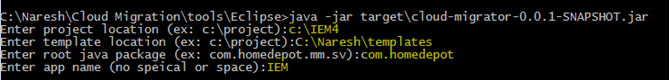 C:\Naresh\Cloud Migration\tools\Eclipse>java -jar target\cloud-migrator-0.0.1-SNAPSHOT.jar
Enter project location (ex: c:\project):c:\IEM4
Enter template location (ex: c:\project):C:\Naresh\templates
Enter root java package (ex: com.homedepot.mm.sv):com.homedepot
Enter app name (no speical or space):IEM